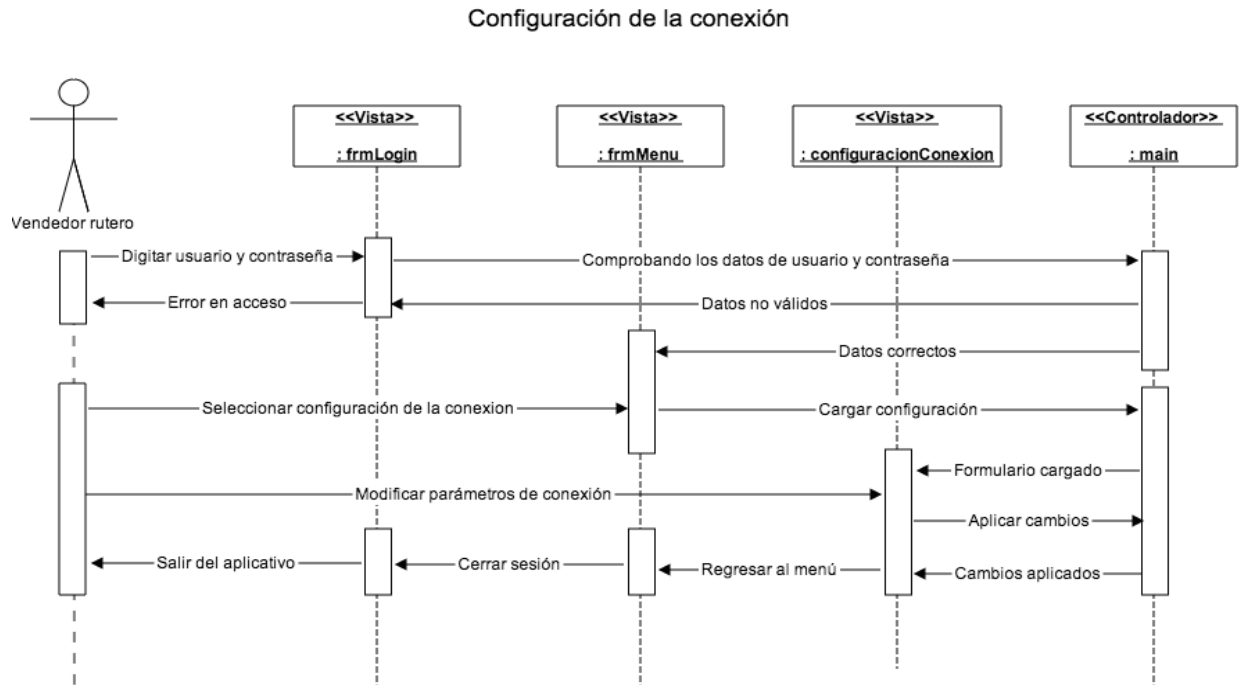 Configuración de la conexión
<<Vista>>
: frmLogin
<<Vista>>
: frmMenu
<<Vista>>
: configuracionConexion
<<Controlador>>
: main
Vendedor rutero
Digitar usuario y contraseña
Comprobando los datos de usuario y contraseña
Error en acceso
Datos no válidos
Datos correctos
Seleccionar configuración de la conexion
Cargar configuración
Formulario cargado
Modificar parámetros de conexión
Aplicar cambios
Salir del aplicativo
Cerrar sesión
Regresar al menú
Cambios aplicados